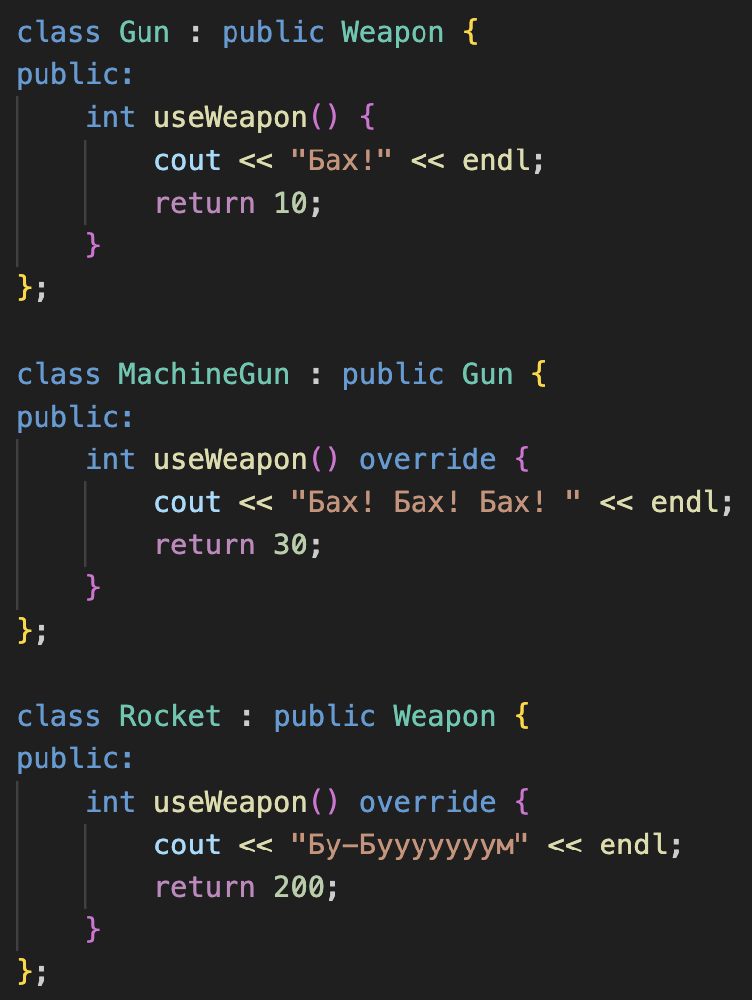 class Gun : public Weapon {
public:
    int useWeapon() {
        cout << "Бах!" << endl;
        return 10;
    }
};

class MachineGun : public Gun {
public:
    int useWeapon() override {
        cout << "Бах! Бах! Бах! " << endl;
        return 30;
    }
};

class Rocket : public Weapon {
public:
    int useWeapon() override {
        cout << "Бу-Бууууууум" << endl;
        return 200;
    }
};